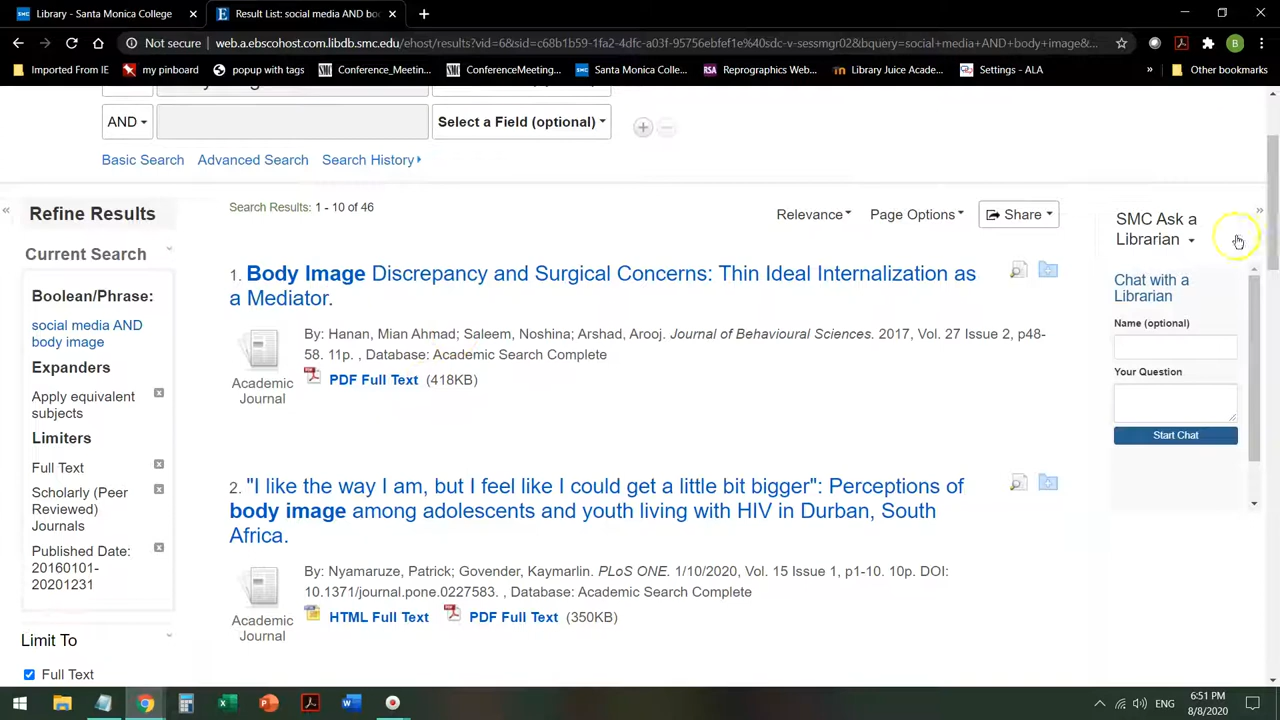 Library - Santa Monica College
Result List: social media AND bo
Not secure web.a.ebscohost.com.libdb.smc.edu/ehost/results?vid=6&sid=c68b1b59-1fa2-4dfc-a03f-95756ebfef1e%40sdc-v-sessmgr02&bquery=social+media+AND+body+image&...
B
Imported From IE my pinboard popup with tags Conference_Meetin... ConferenceMeeting... Santa Monica Colle... Reprographics Web... Library Juice Acade... Settings - ALA » Other bookmarks
AND Select a Field (optional)
Basic Search Advanced Search Search History
Refine Results
Current Search
Boolean/Phrase:
social media AND
body image
Expanders
Apply equivalent
subjects
Limiters
Full Text
Scholarly (Peer
Reviewed)
Journals
Published Date:
20160101-
20201231
Limit To
Full Text
Search Results: 1 - 10 of 46
Relevance Page Options Share
1. Body Image Discrepancy and Surgical Concerns: Thin Ideal Internalization as
a Mediator.
By: Hanan, Mian Ahmad; Saleem, Noshina; Arshad, Arooj. Journal of Behavioural Sciences. 2017, Vol. 27 Issue 2, p48-
58. 11p. , Database: Academic Search Complete
Academic
Journal
PDF Full Text (418KB)
2. "I like the way I am, but I feel like I could get a little bit bigger": Perceptions of
body image among adolescents and youth living with HIV in Durban, South
Africa.
By: Nyamaruze, Patrick; Govender, Kaymarlin. PLoS ONE. 1/10/2020, Vol. 15 Issue 1, p1-10. 10p. DOI:
10.1371/journal.pone.0227583. , Database: Academic Search Complete
Academic
Journal
HTML Full Text PDF Full Text (350KB)
SMC Ask a
Librarian
Chat with a
Librarian
Name (optional)
Your Question
Start Chat
ENG
6:51 PM
8/8/2020